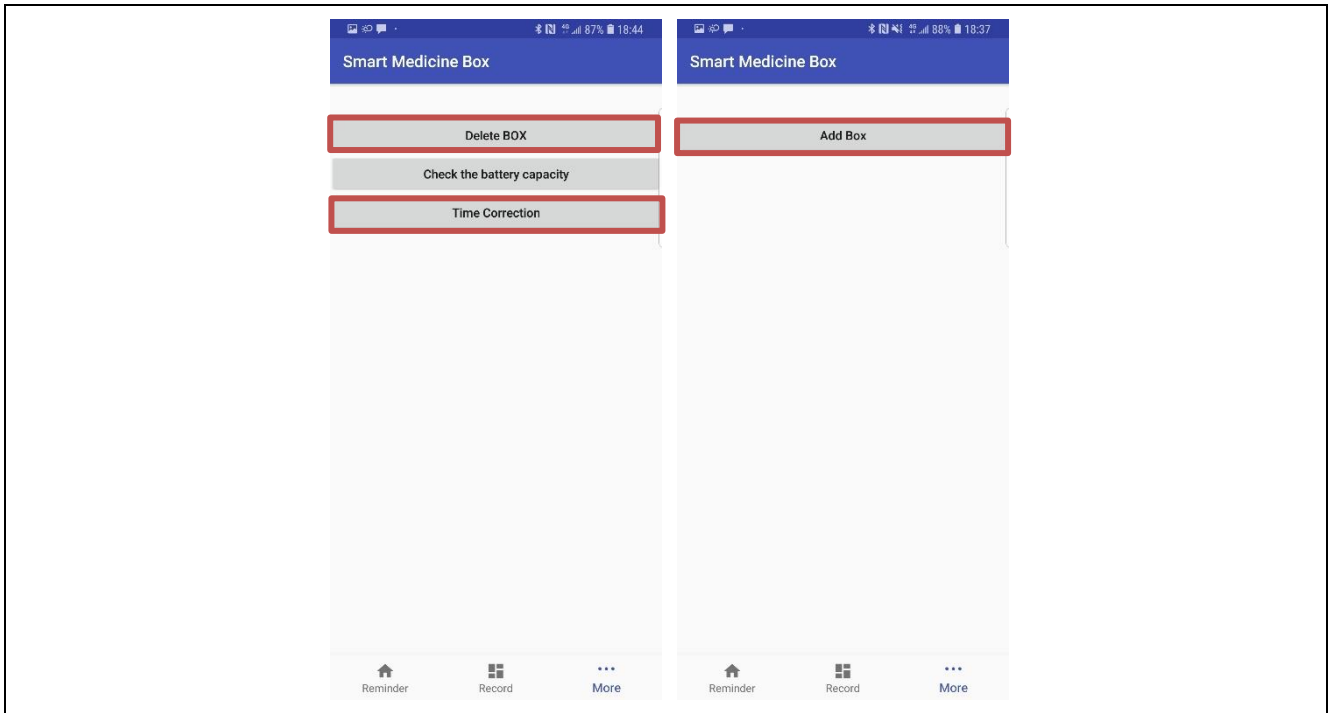 87% 18:44
Smart Medicine Box
Delete BOX
Check the battery capacity
Time Correction
Reminder Record More
88% 18:37
Smart Medicine Box
Add Box
Reminder Record More